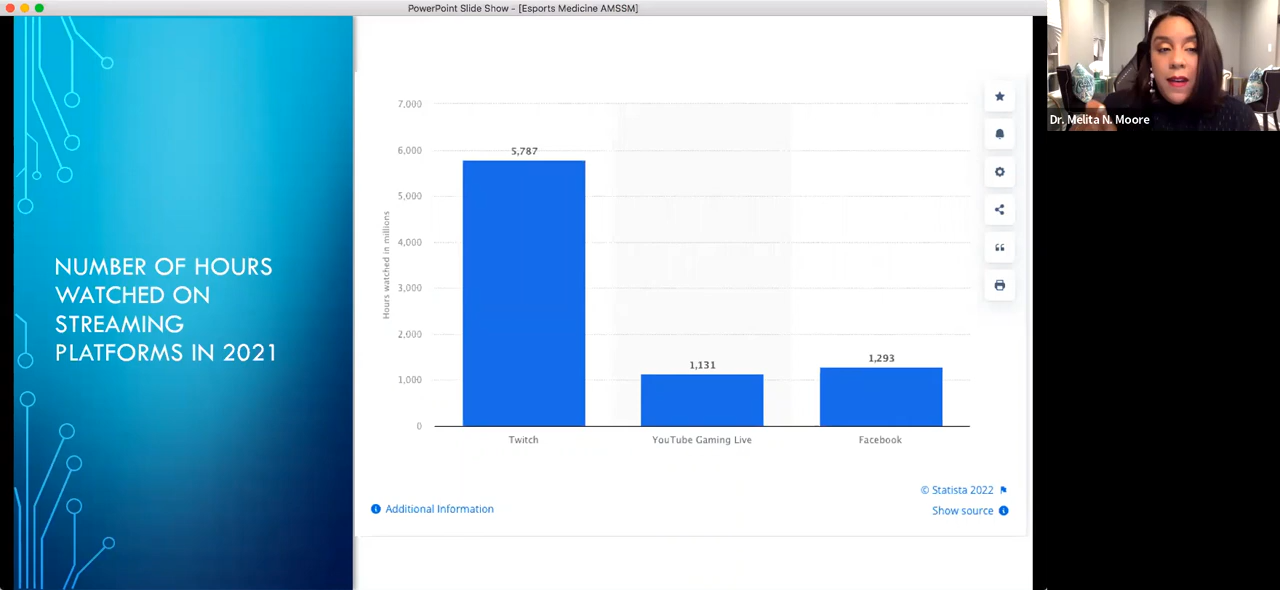 PowerPoint Slide Show - [Esports Medicine AMSSM]
NUMBER OF HOURS
WATCHED ON
STREAMING
PLATFORMS IN 2021
Hours watched in millions
7,000
6,000
5,000
4,000
3,000
2,000
1,000
0
5,787
1,131
1,293
Twitch
YouTube Gaming Live
Facebook
© Statista 2022
Additional Information
Show source
Dr. Melita N. Moore